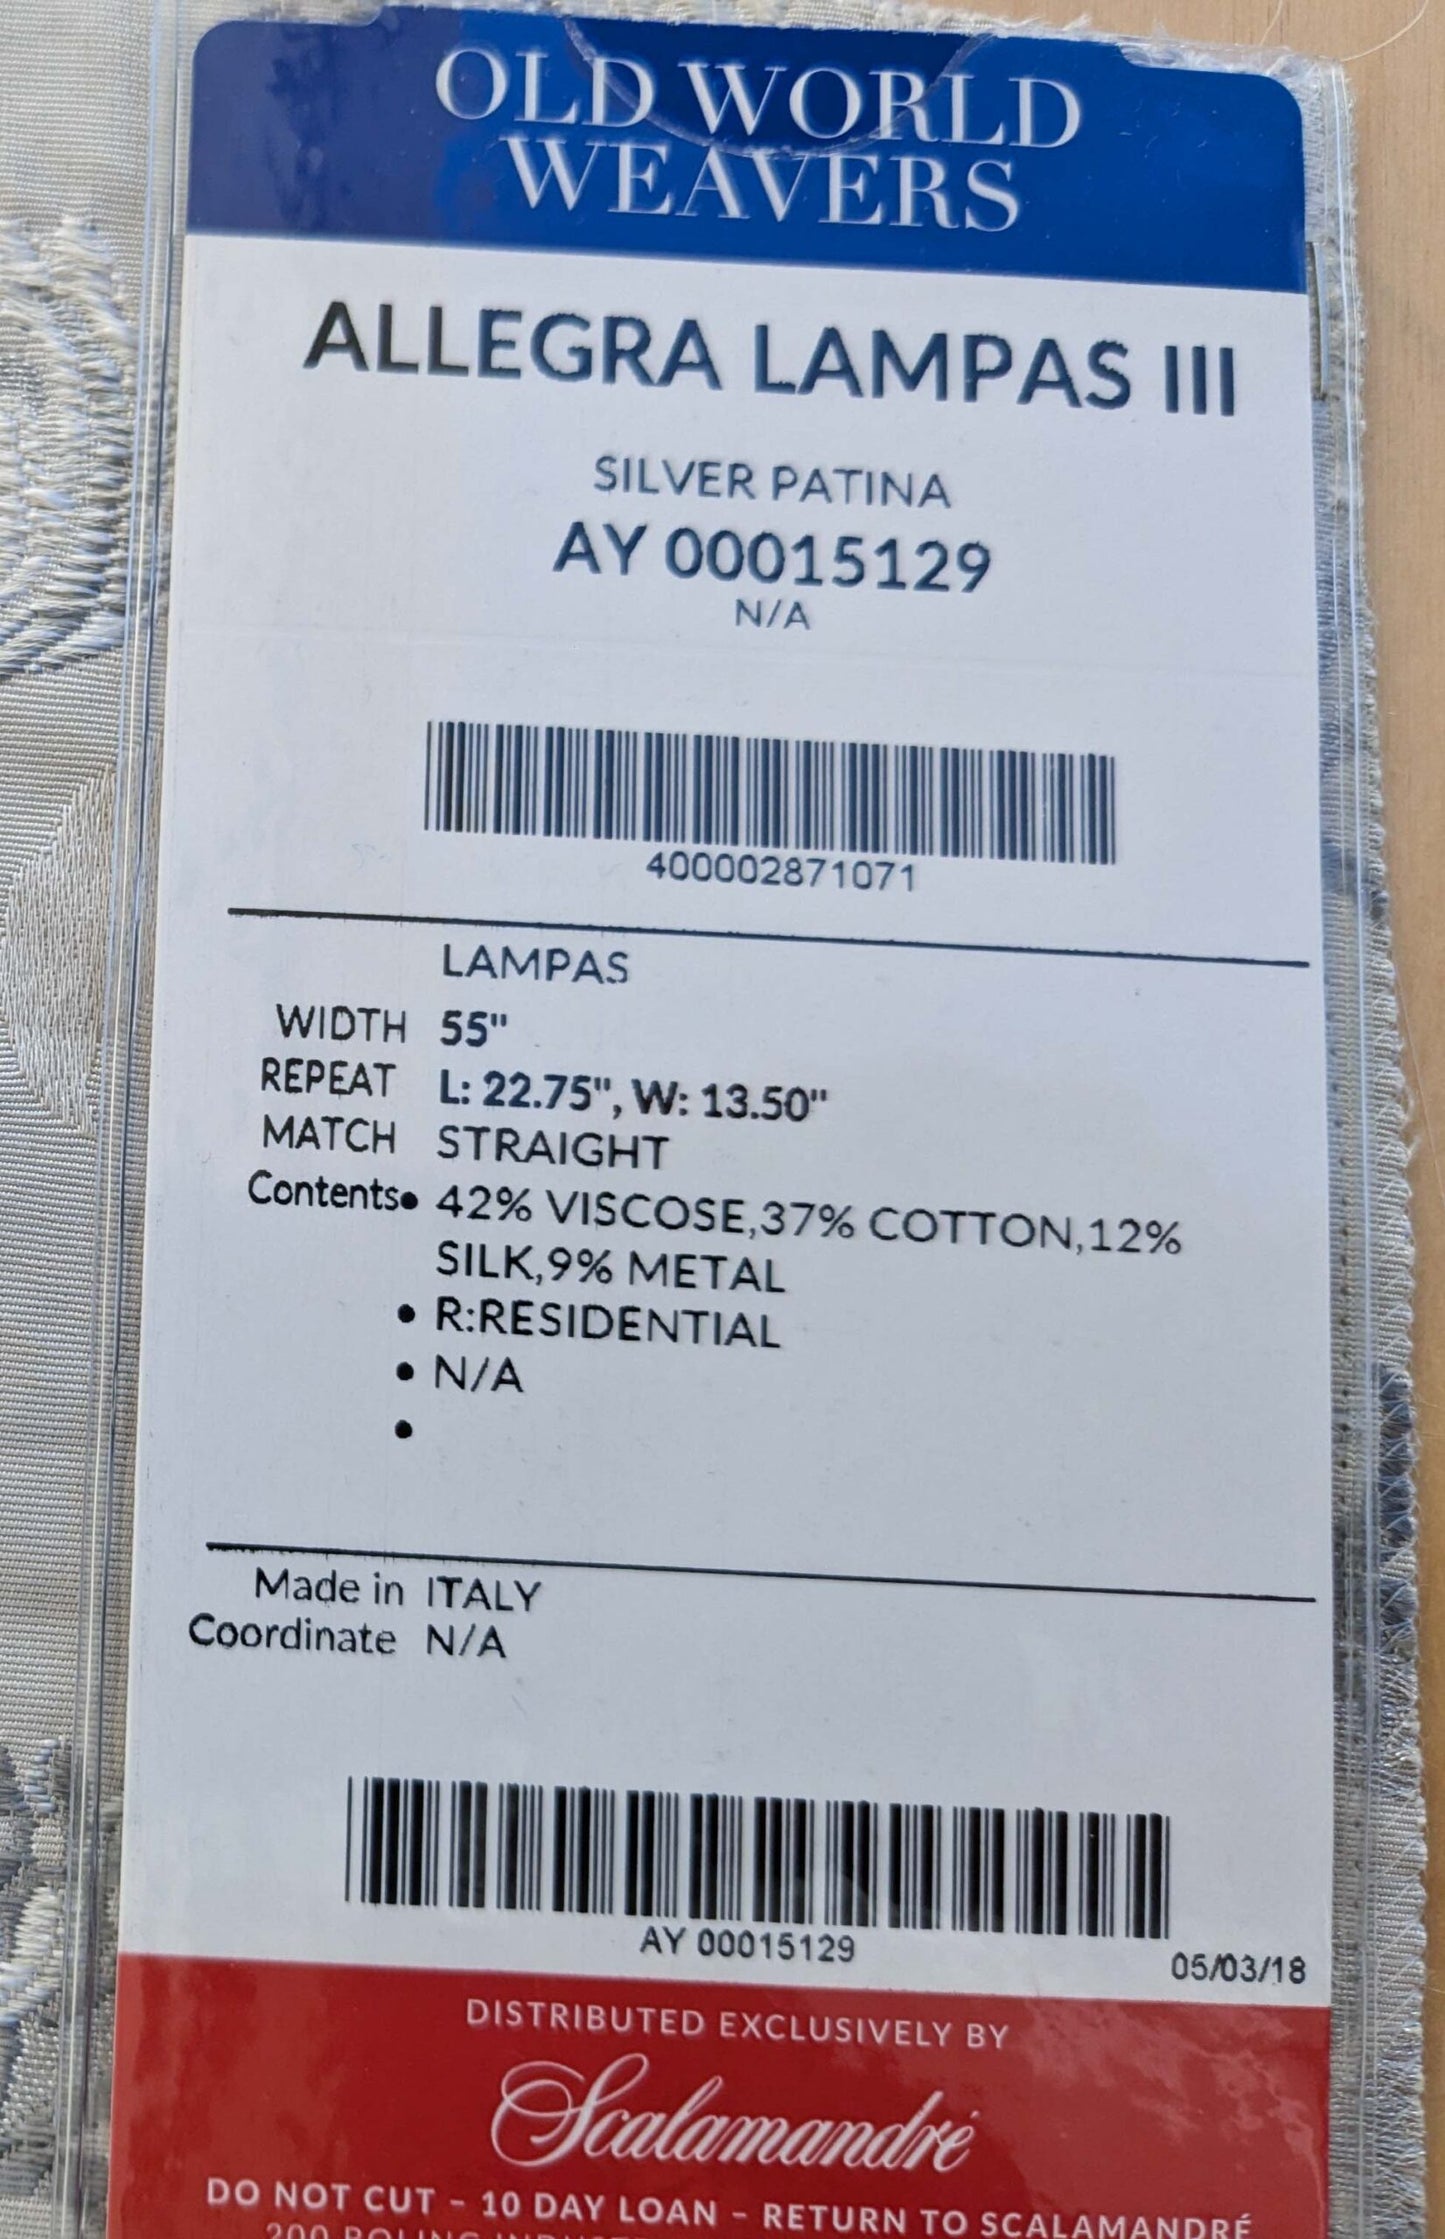 OLD WORLD
WEAVERS
ALLEGRA LAMPAS III
SILVER PATINA
AY 00015129
N/A
400002871071
LAMPAS
WIDTH 55"
REPEAT L: 22.75", W: 13.50"
MATCH STRAIGHT
Contents• 42% VISCOSE,37% COTTON,12%
SILK,9% METAL
• R:RESIDENTIAL
• N/A
•
Made in ITALY
Coordinate N/A
AY 00015129
05/03/18
DISTRIBUTED EXCLUSIVELY BY
Scalamandré
DO NOT CUT - 10 DAY LOAN - RETURN TO SCALAMANDRÉ